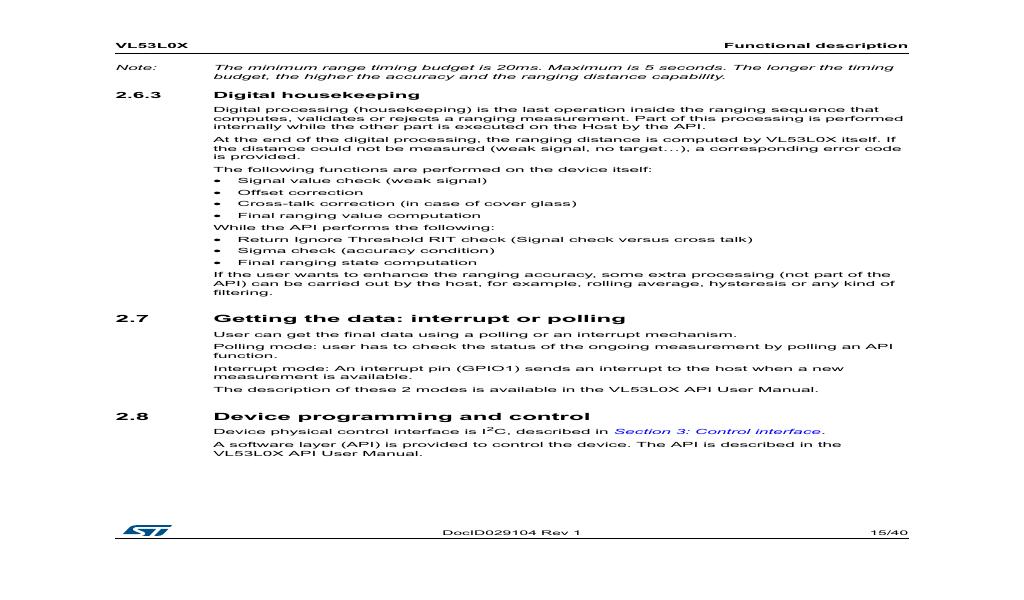 VL53L0X Functional description
Note: The minimum range timing budget is 20ms. Maximum is 5 seconds. The longer the timing
budget, the higher the accuracy and the ranging distance capability.
2.6.3 Digital housekeeping
Digital processing (housekeeping) is the last operation inside the ranging sequence that
computes, validates or rejects a ranging measurement. Part of this processing is performed
internally while the other part is executed on the Host by the API.
At the end of the digital processing, the ranging distance is computed by VL53L0X itself. If
the distance could not be measured (weak signal, no target...), a corresponding error code
is provided.
The following functions are performed on the device itself:
• Signal value check (weak signal)
• Offset correction
• Cross-talk correction (in case of cover glass)
• Final ranging value computation
While the API performs the following:
• Return Ignore Threshold RIT check (Signal check versus cross talk)
• Sigma check (accuracy condition)
• Final ranging state computation
If the user wants to enhance the ranging accuracy, some extra processing (not part of the
API) can be carried out by the host, for example, rolling average, hysteresis or any kind of
filtering.
2.7 Getting the data: interrupt or polling
User can get the final data using a polling or an interrupt mechanism.
Polling mode: user has to check the status of the ongoing measurement by polling an API
function.
Interrupt mode: An interrupt pin (GPIO1) sends an interrupt to the host when a new
measurement is available.
The description of these 2 modes is available in the VL53L0X API User Manual.
2.8 Device programming and control
Device physical control interface is I²C, described in Section 3: Control interface.
A software layer (API) is provided to control the device. The API is described in the
VL53L0X API User Manual.
ST DocID029104 Rev 1 15/40